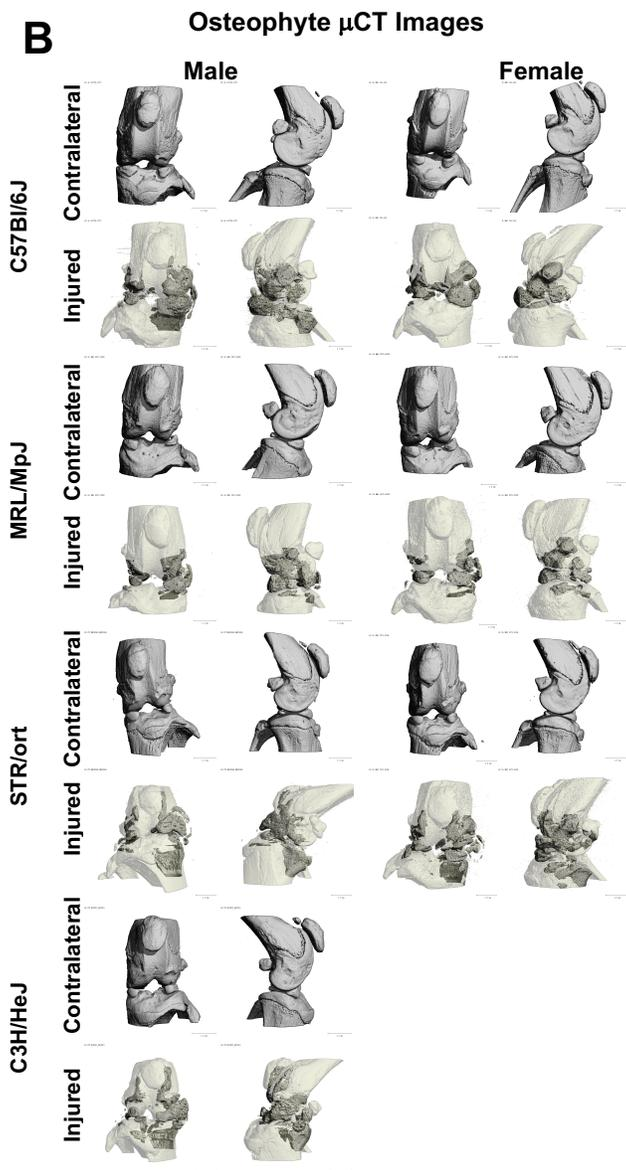 B
Osteophyte µCT Images
Male Female
C57Bl/6J
Contralateral
Injured
MRL/MpJ
Contralateral
Injured
STR/ort
Contralateral
Injured
C3H/HeJ
Contralateral
Injured